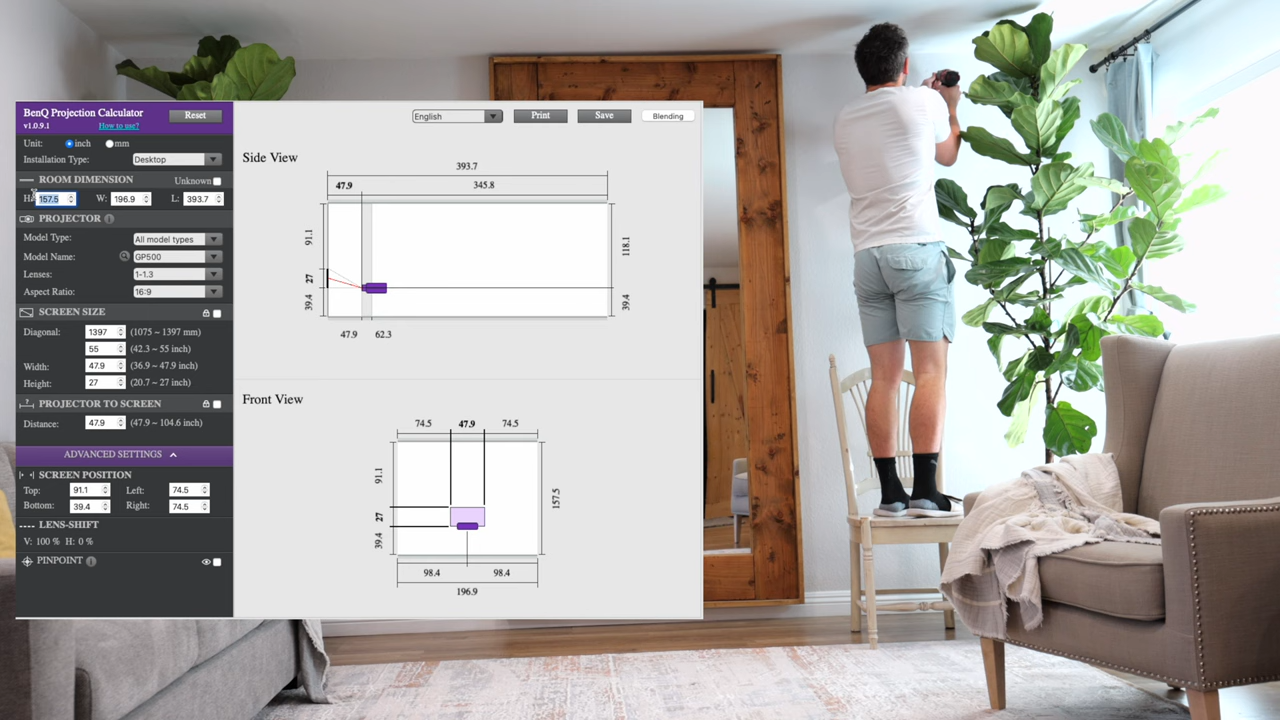 BenQ Projection Calculator
v1.0.9.1
How to use?
Reset
Unit: inch mm
Installation Type: Desktop
ROOM DIMENSION Unknown
H: 157.5 W: 196.9 L: 393.7
PROJECTOR
Model Type: All model types
Model Name: GP500
Lenses: 1-1.3
Aspect Ratio: 16:9
SCREEN SIZE
Diagonal: 1397 (1075 ~ 1397 mm)
55 (42.3 ~ 55 inch)
Width: 47.9 (36.9 ~ 47.9 inch)
Height: 27 (20.7 ~ 27 inch)
PROJECTOR TO SCREEN
Distance: 47.9 (47.9 ~ 104.6 inch)
ADVANCED SETTINGS
SCREEN POSITION
Top: 91.1 Left: 74.5
Bottom: 39.4 Right: 74.5
LENS-SHIFT
V: 100 % H: 0 %
PINPOINT
English Print Save Blending
Side View
393.7
47.9 345.8
91.1
27
39.4
118.1
39.4
47.9 62.3
Front View
74.5 47.9 74.5
91.1
27
39.4
157.5
98.4 98.4
196.9